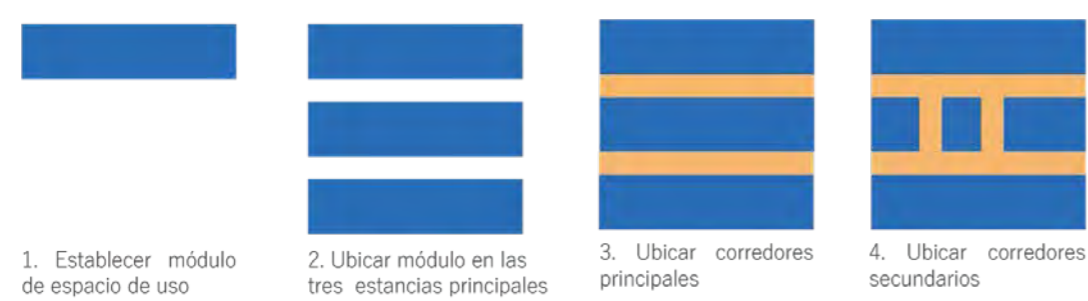 1. Establecer módulo
de espacio de uso
2. Ubicar módulo en las
tres estancias principales
3. Ubicar corredores
principales
4. Ubicar corredores
secundarios